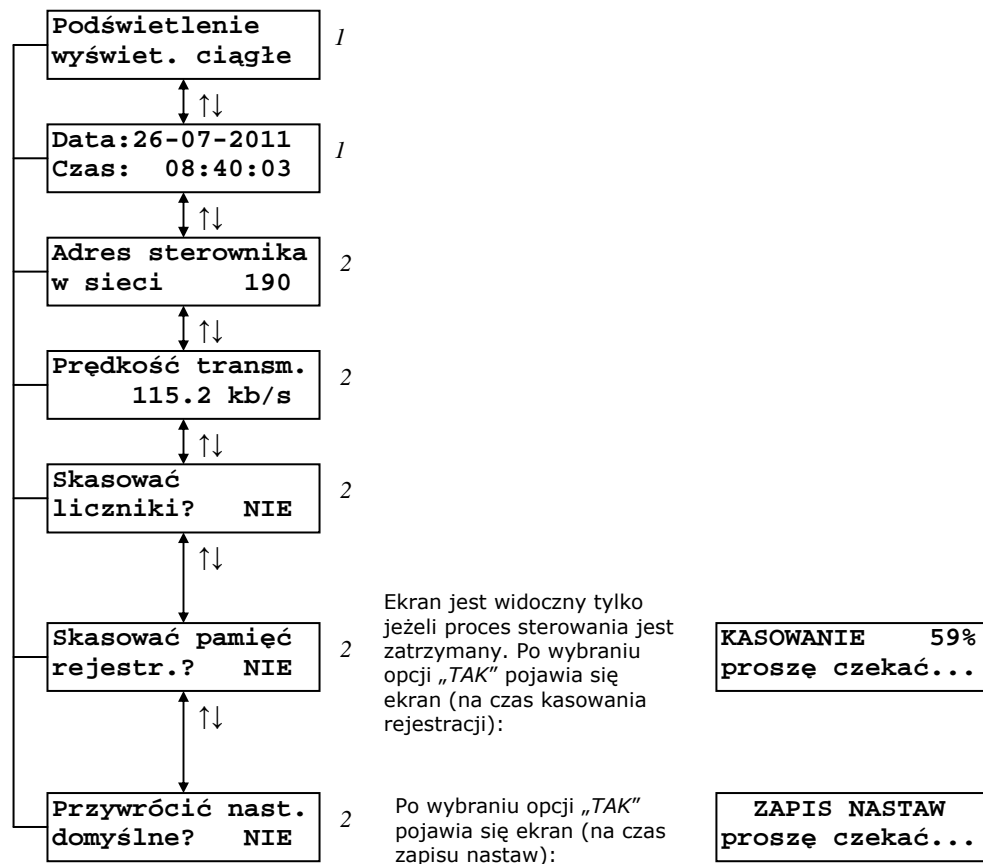 Podświetlenie
wyświet. ciągłe
1
↑↓
Data:26-07-2011
Czas: 08:40:03
1
↑↓
Adres sterownika
w sieci 190
2
↑↓
Prędkość transm.
115.2 kb/s
2
↑↓
Skasować
liczniki? NIE
2
↑↓
Skasować pamięć
rejestr.? NIE
2
Ekran jest widoczny tylko
jeżeli proces sterowania jest
zatrzymany. Po wybraniu
opcji „TAK” pojawia się
ekran (na czas kasowania
rejestracji):
KASOWANIE 59%
proszę czekać...
↑↓
Przywrócić nast.
domyślne? NIE
2
Po wybraniu opcji „TAK”
pojawia się ekran (na czas
zapisu nastaw):
ZAPIS NASTAW
proszę czekać...